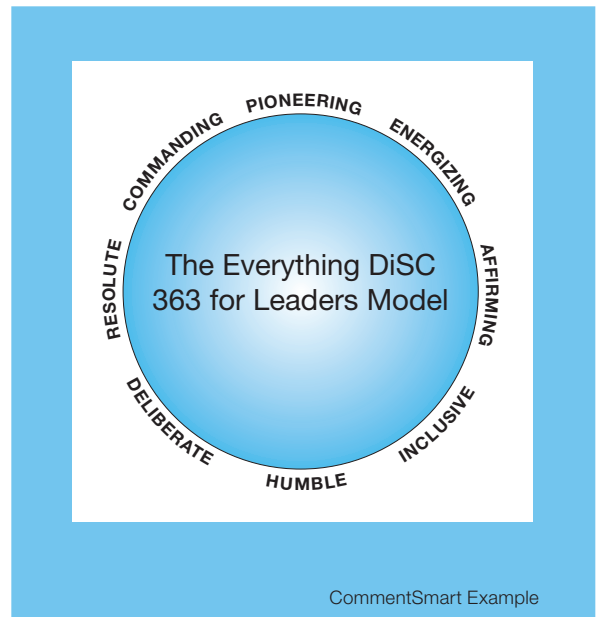 PIONEERING
ENERGIZING
AFFIRMING
INCLUSIVE
HUMBLE
DELIBERATE
RESOLUTE
COMMANDING
The Everything DiSC
363 for Leaders Model
CommentSmart Example